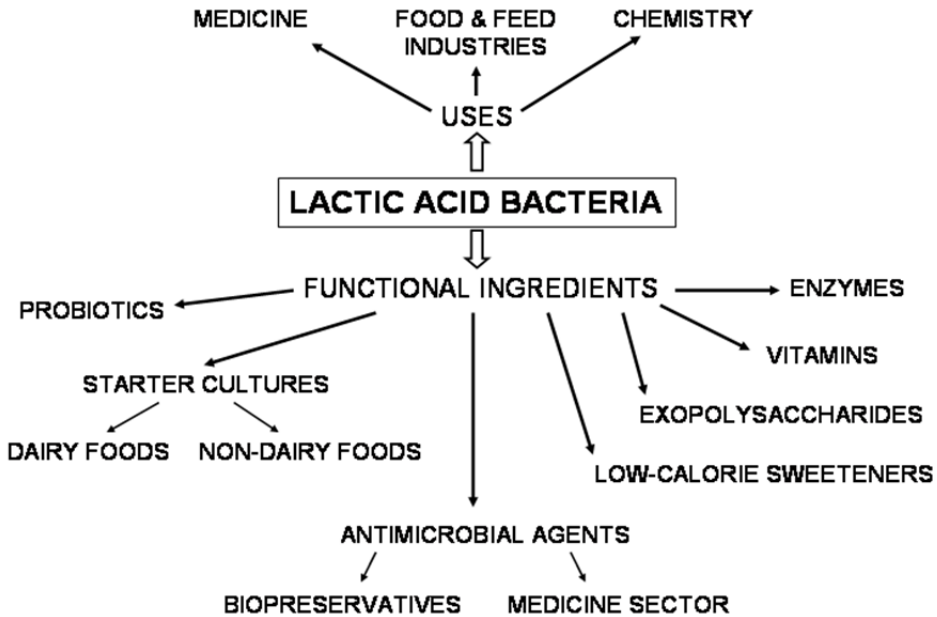 MEDICINE
FOOD & FEED
INDUSTRIES
CHEMISTRY
USES
LACTIC ACID BACTERIA
FUNCTIONAL INGREDIENTS
ENZYMES
PROBIOTICS
VITAMINS
STARTER CULTURES
EXOPOLYSACCHARIDES
DAIRY FOODS
NON-DAIRY FOODS
LOW-CALORIE SWEETENERS
ANTIMICROBIAL AGENTS
BIOPRESERVATIVES
MEDICINE SECTOR